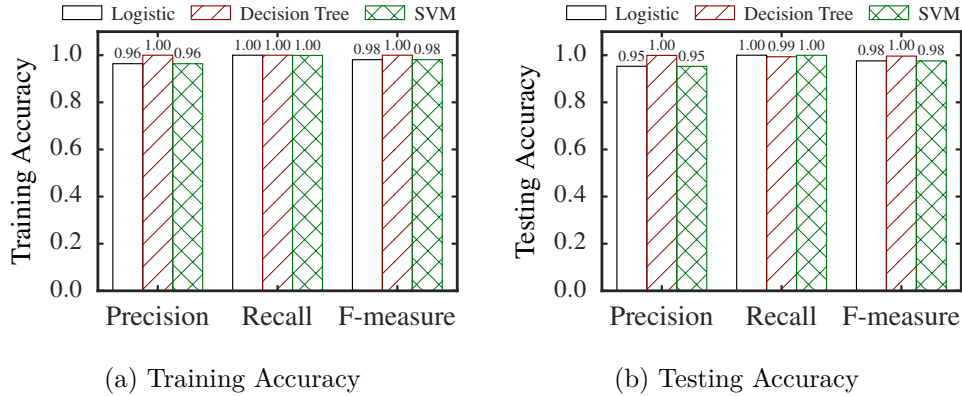 Logistic Decision Tree SVM
Training Accuracy
1.0
0.8
0.6
0.4
0.2
0.0
0.96 1.00 0.96
1.00 1.00 1.00
0.98 1.00 0.98
Precision Recall F-measure
(a) Training Accuracy
Logistic Decision Tree SVM
Testing Accuracy
1.0
0.8
0.6
0.4
0.2
0.0
0.95 1.00 0.95
1.00 0.99 1.00
0.98 1.00 0.98
Precision Recall F-measure
(b) Testing Accuracy